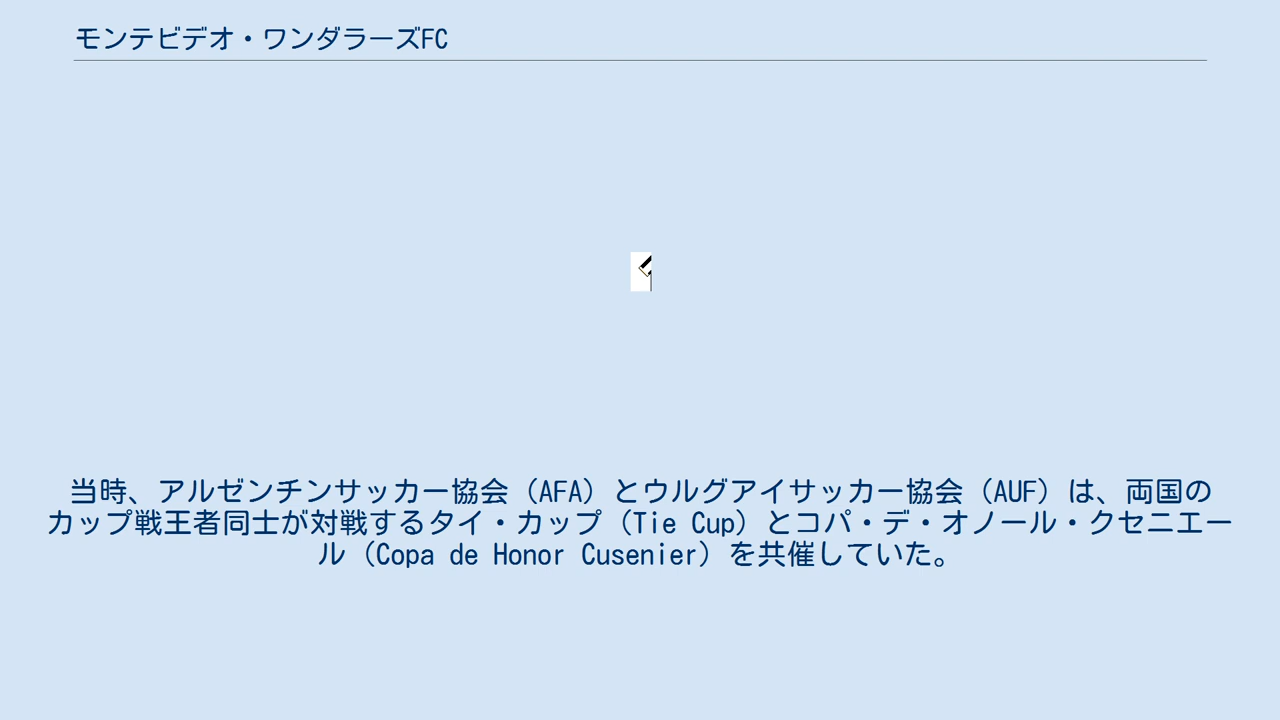 モンテビデオ・ワンダラーズFC
当時、アルゼンチンサッカー協会（AFA）とウルグアイサッカー協会（AUF）は、両国の
カップ戦王者同士が対戦するタイ・カップ（Tie Cup）とコパ・デ・オノール・クセニエー
ル（Copa de Honor Cusenier）を共催していた。